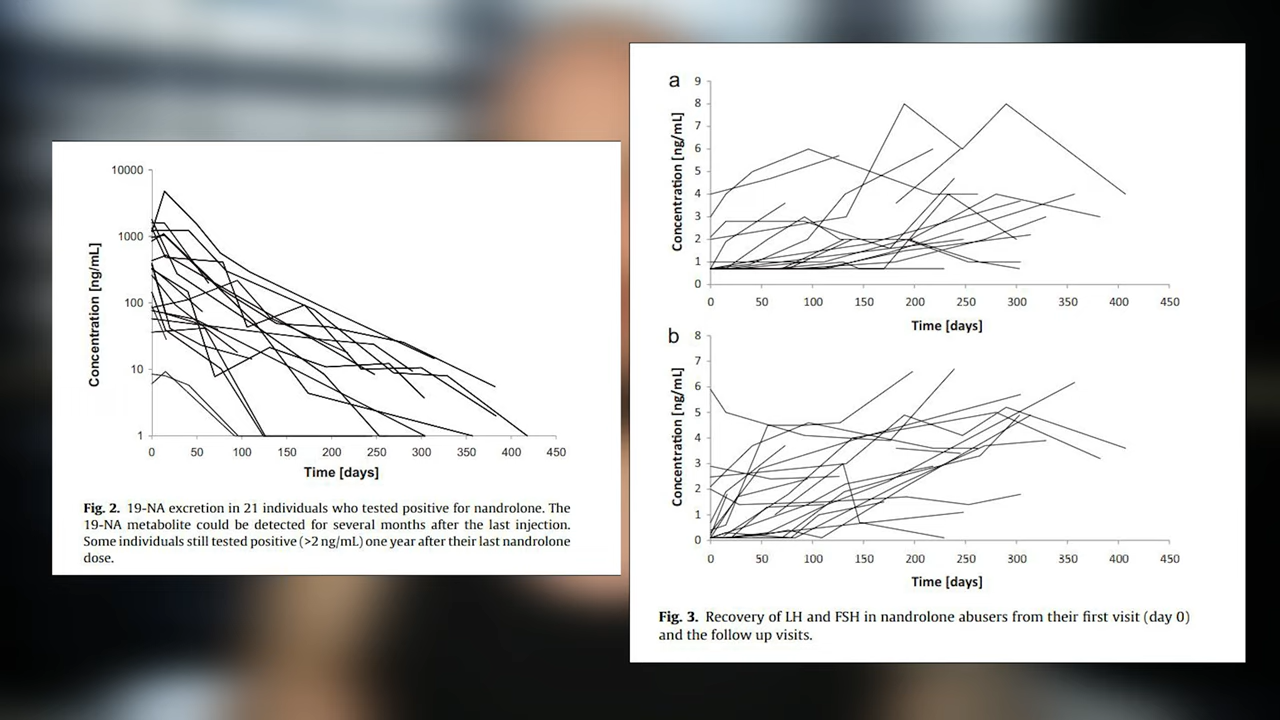 10000
1000
100
10
1
Concentration [ng/mL]
0 50 100 150 200 250 300 350 400 450
Time [days]
Fig. 2. 19-NA excretion in 21 individuals who tested positive for nandrolone. The
19-NA metabolite could be detected for several months after the last injection.
Some individuals still tested positive (>2 ng/mL) one year after their last nandrolone
dose.
a
9
8
7
6
5
4
3
2
1
0
Concentration [ng/mL]
0 50 100 150 200 250 300 350 400 450
Time [days]
b
8
7
6
5
4
3
2
1
0
Concentration [ng/mL]
0 50 100 150 200 250 300 350 400 450
Time [days]
Fig. 3. Recovery of LH and FSH in nandrolone abusers from their first visit (day 0)
and the follow up visits.